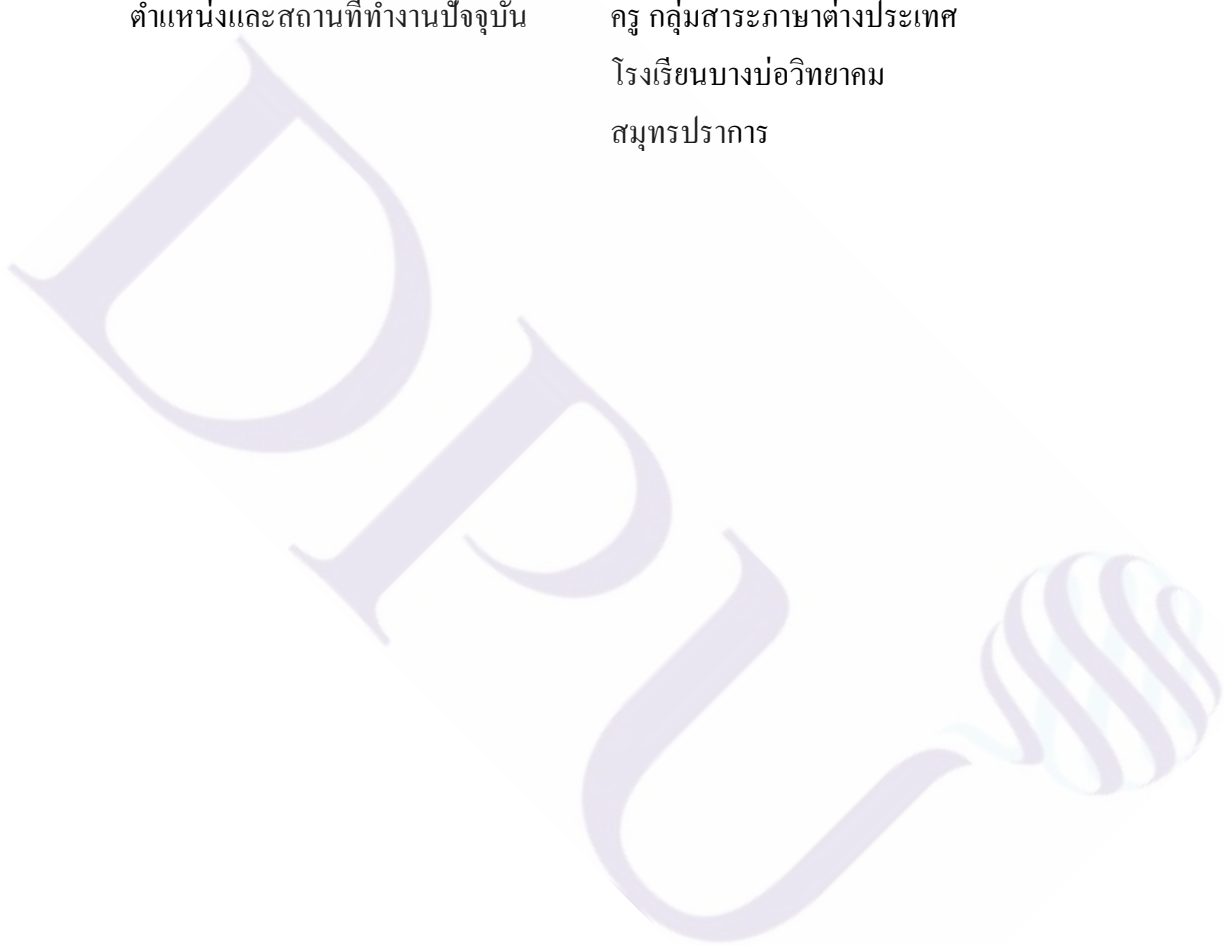 ตำแหน่งและสถานที่ทำงานปัจจุบัน ครู กลุ่มสาระภาษาต่างประเทศ
โรงเรียนบางบ่อวิทยาคม
สมุทรปราการ
DPU